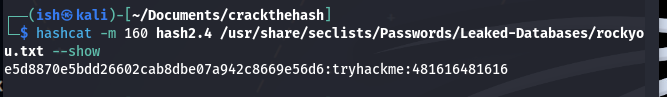 ┌──(ish㉿kali)-[~/Documents/crackthehash]
└─$ hashcat -m 160 hash2.4 /usr/share/seclists/Passwords/Leaked-Databases/rockyo
u.txt --show
e5d8870e5bdd26602cab8dbe07a942c8669e56d6:tryhackme:481616481616